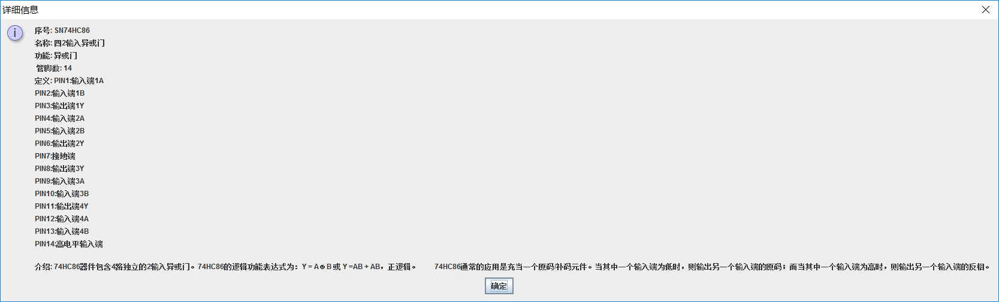 详细信息
序号: SN74HC86
名称: 四2输入异或门
功能: 异或门
管脚数: 14
定义: PIN1:输入端1A
PIN2:输入端1B
PIN3:输出端1Y
PIN4:输入端2A
PIN5:输入端2B
PIN6:输出端2Y
PIN7:接地端
PIN8:输出端3Y
PIN9:输入端3A
PIN10:输入端3B
PIN11:输出端4Y
PIN12:输入端4A
PIN13:输入端4B
PIN14:高电平输入端
介绍: 74HC86器件包含4路独立的2输入异或门。74HC86的逻辑功能表达式为：Y = A⊕B 或 Y =AB + AB，正逻辑。 74HC86通常的应用是充当一个原码/补码元件。当其中一个输入端为低时，则输出另一个输入端的原码；而当其中一个输入端为高时，则输出另一个输入端的反相。
确定